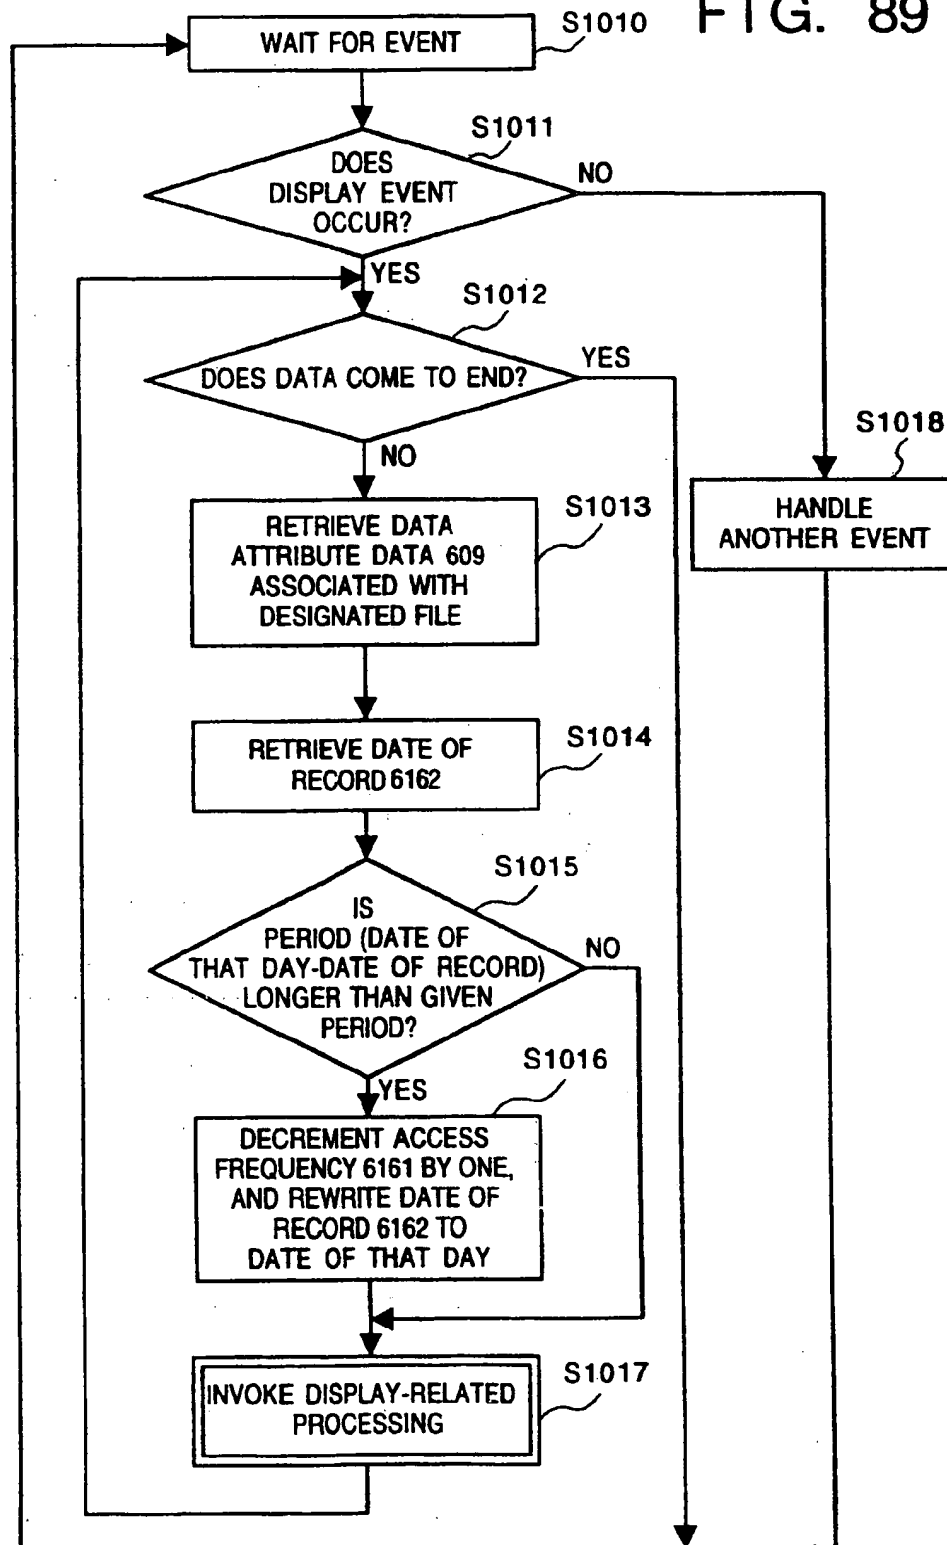 FIG. 89
WAIT FOR EVENT
S1010
S1011
DOES
DISPLAY EVENT
OCCUR?
NO
YES
S1012
DOES DATA COME TO END?
YES
NO
S1018
HANDLE
ANOTHER EVENT
S1013
RETRIEVE DATA
ATTRIBUTE DATA 609
ASSOCIATED WITH
DESIGNATED FILE
S1014
RETRIEVE DATE OF
RECORD 6162
S1015
IS
PERIOD (DATE OF
THAT DAY-DATE OF RECORD)
LONGER THAN GIVEN
PERIOD?
NO
YES
S1016
DECREMENT ACCESS
FREQUENCY 6161 BY ONE,
AND REWRITE DATE OF
RECORD 6162 TO
DATE OF THAT DAY
S1017
INVOKE DISPLAY-RELATED
PROCESSING